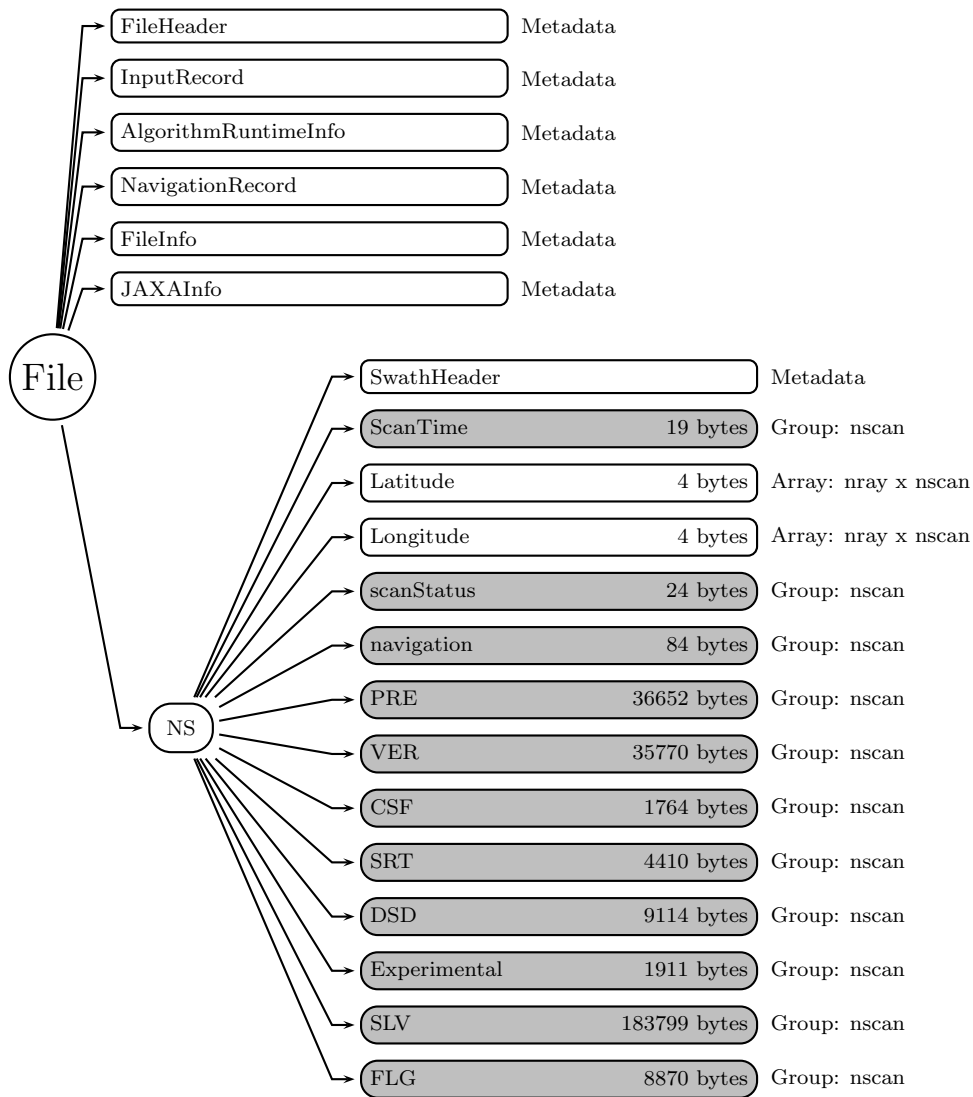 FileHeader Metadata
InputRecord Metadata
AlgorithmRuntimeInfo Metadata
NavigationRecord Metadata
FileInfo Metadata
JAXAInfo Metadata
File
SwathHeader Metadata
ScanTime 19 bytes Group: nscan
Latitude 4 bytes Array: nray x nscan
Longitude 4 bytes Array: nray x nscan
scanStatus 24 bytes Group: nscan
navigation 84 bytes Group: nscan
PRE 36652 bytes Group: nscan
NS
VER 35770 bytes Group: nscan
CSF 1764 bytes Group: nscan
SRT 4410 bytes Group: nscan
DSD 9114 bytes Group: nscan
Experimental 1911 bytes Group: nscan
SLV 183799 bytes Group: nscan
FLG 8870 bytes Group: nscan